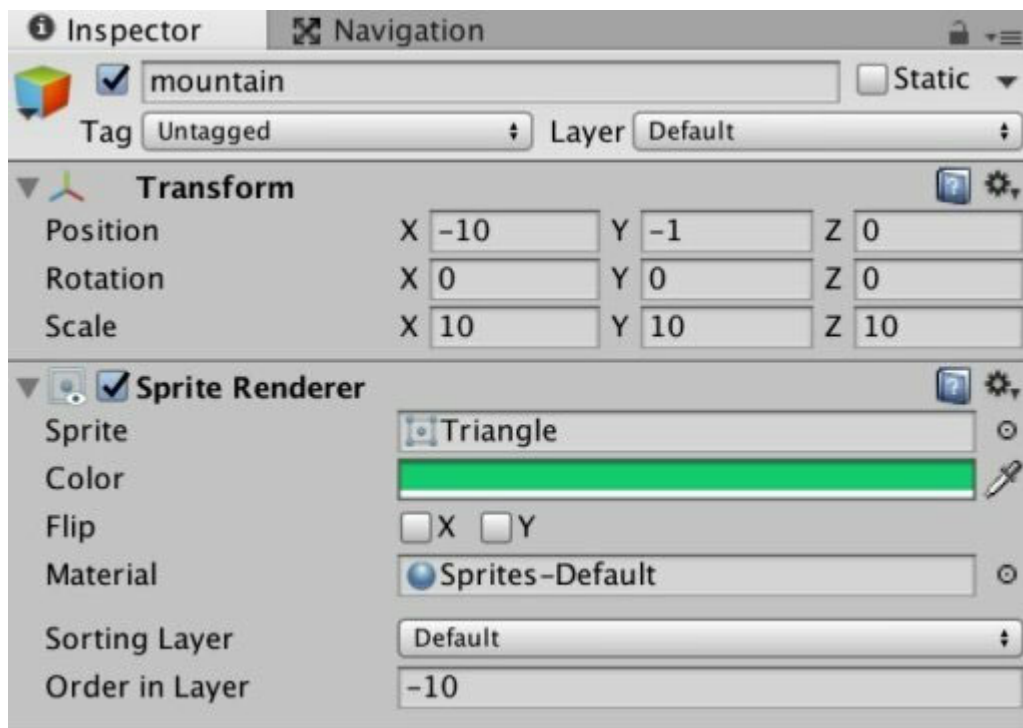 Inspector Navigation
mountain Static
Tag Untagged Layer Default
Transform
Position X -10 Y -1 Z 0
Rotation X 0 Y 0 Z 0
Scale X 10 Y 10 Z 10
Sprite Renderer
Sprite Triangle
Color
Flip X Y
Material Sprites-Default
Sorting Layer Default
Order in Layer -10